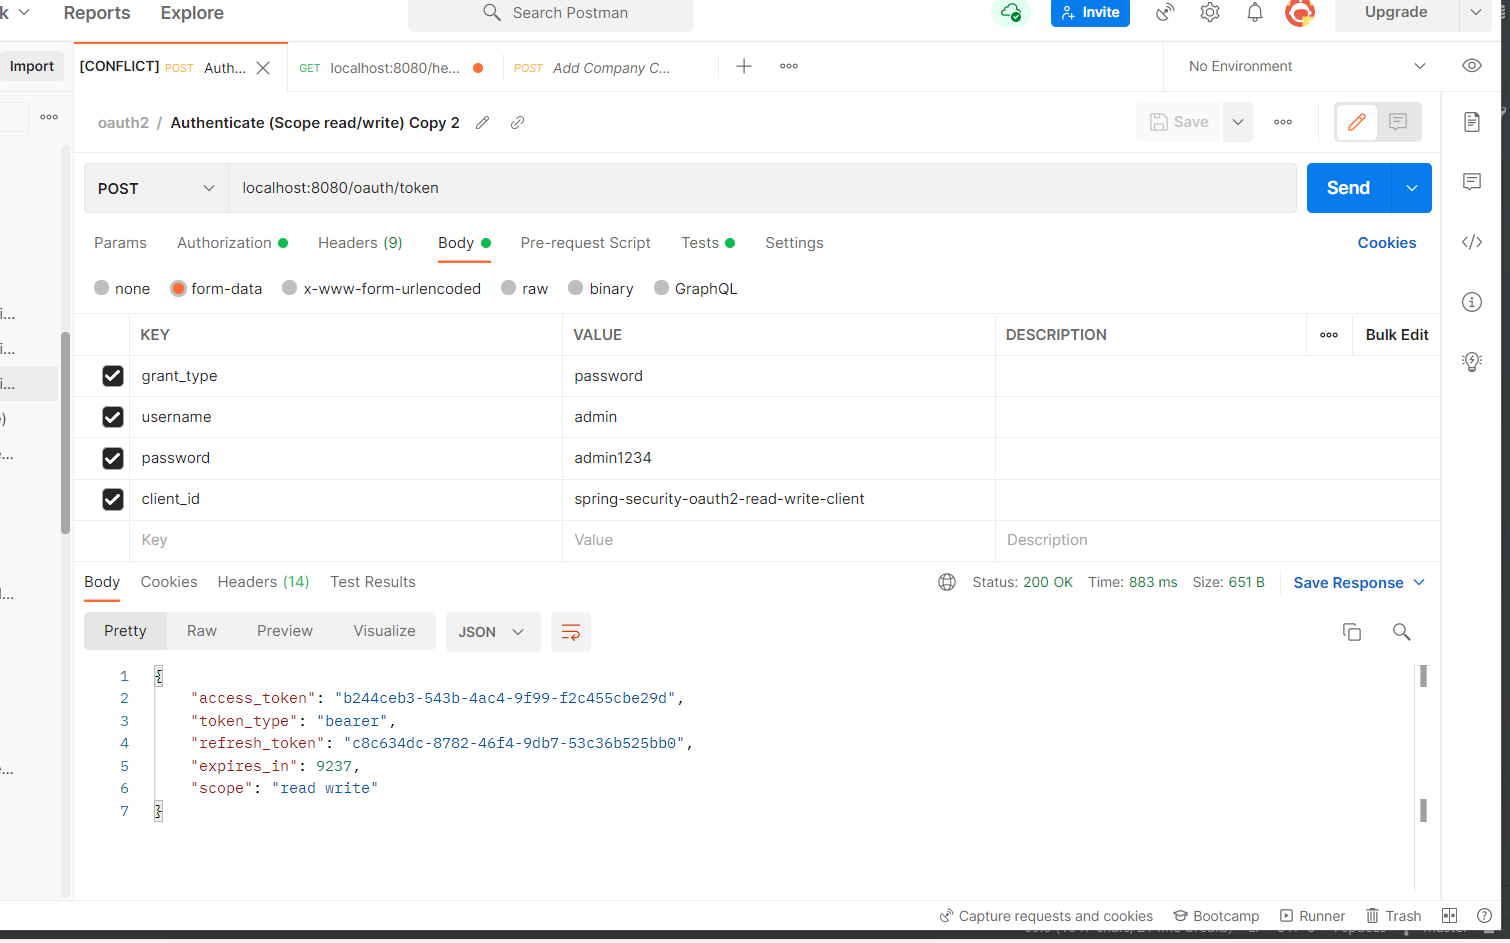 k Reports Explore Search Postman Invite Upgrade
Import [CONFLICT] POST Auth... GET localhost:8080/he... POST Add Company C... No Environment
oauth2 / Authenticate (Scope read/write) Copy 2 Save
POST localhost:8080/oauth/token Send
Params Authorization Headers (9) Body Pre-request Script Tests Settings Cookies
none form-data x-www-form-urlencoded raw binary GraphQL
i...
KEY VALUE DESCRIPTION Bulk Edit
i...
grant_type password
i...
username admin
)
password admin1234
e...
client_id spring-security-oauth2-read-write-client
Key Value Description
Body Cookies Headers (14) Test Results Status: 200 OK Time: 883 ms Size: 651 B Save Response
l...
Pretty Raw Preview Visualize JSON
1 {
2 "access_token": "b244ceb3-543b-4ac4-9f99-f2c455cbe29d",
3 "token_type": "bearer",
4 "refresh_token": "c8c634dc-8782-46f4-9db7-53c36b525bb0",
5 "expires_in": 9237,
e...
6 "scope": "read write"
7 }
Capture requests and cookies Bootcamp Runner Trash